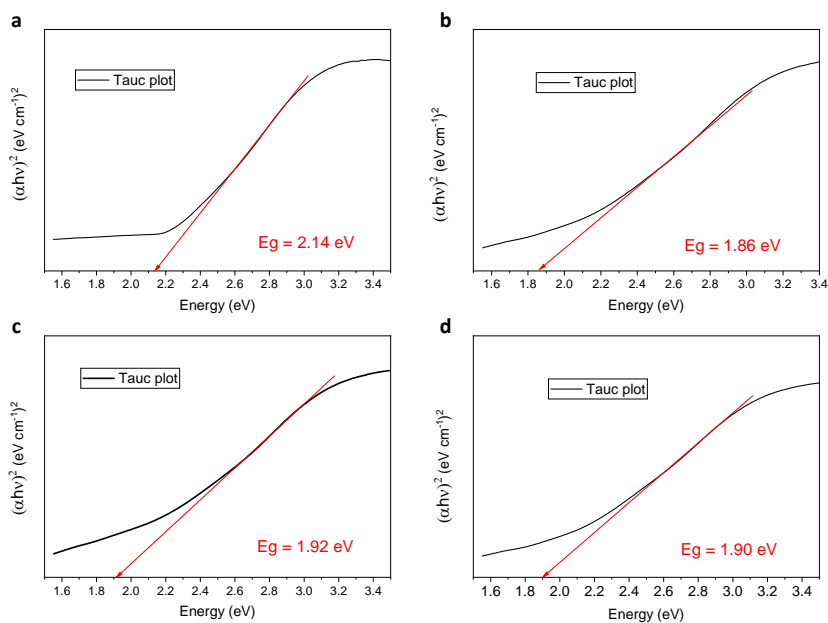 a
Tauc plot
(αhν)² (eV cm⁻¹)²
Eg = 2.14 eV
1.6 1.8 2.0 2.2 2.4 2.6 2.8 3.0 3.2 3.4
Energy (eV)
b
Tauc plot
(αhν)² (eV cm⁻¹)²
Eg = 1.86 eV
1.6 1.8 2.0 2.2 2.4 2.6 2.8 3.0 3.2 3.4
Energy (eV)
c
Tauc plot
(αhν)² (eV cm⁻¹)²
Eg = 1.92 eV
1.6 1.8 2.0 2.2 2.4 2.6 2.8 3.0 3.2 3.4
Energy (eV)
d
Tauc plot
(αhν)² (eV cm⁻¹)²
Eg = 1.90 eV
1.6 1.8 2.0 2.2 2.4 2.6 2.8 3.0 3.2 3.4
Energy (eV)